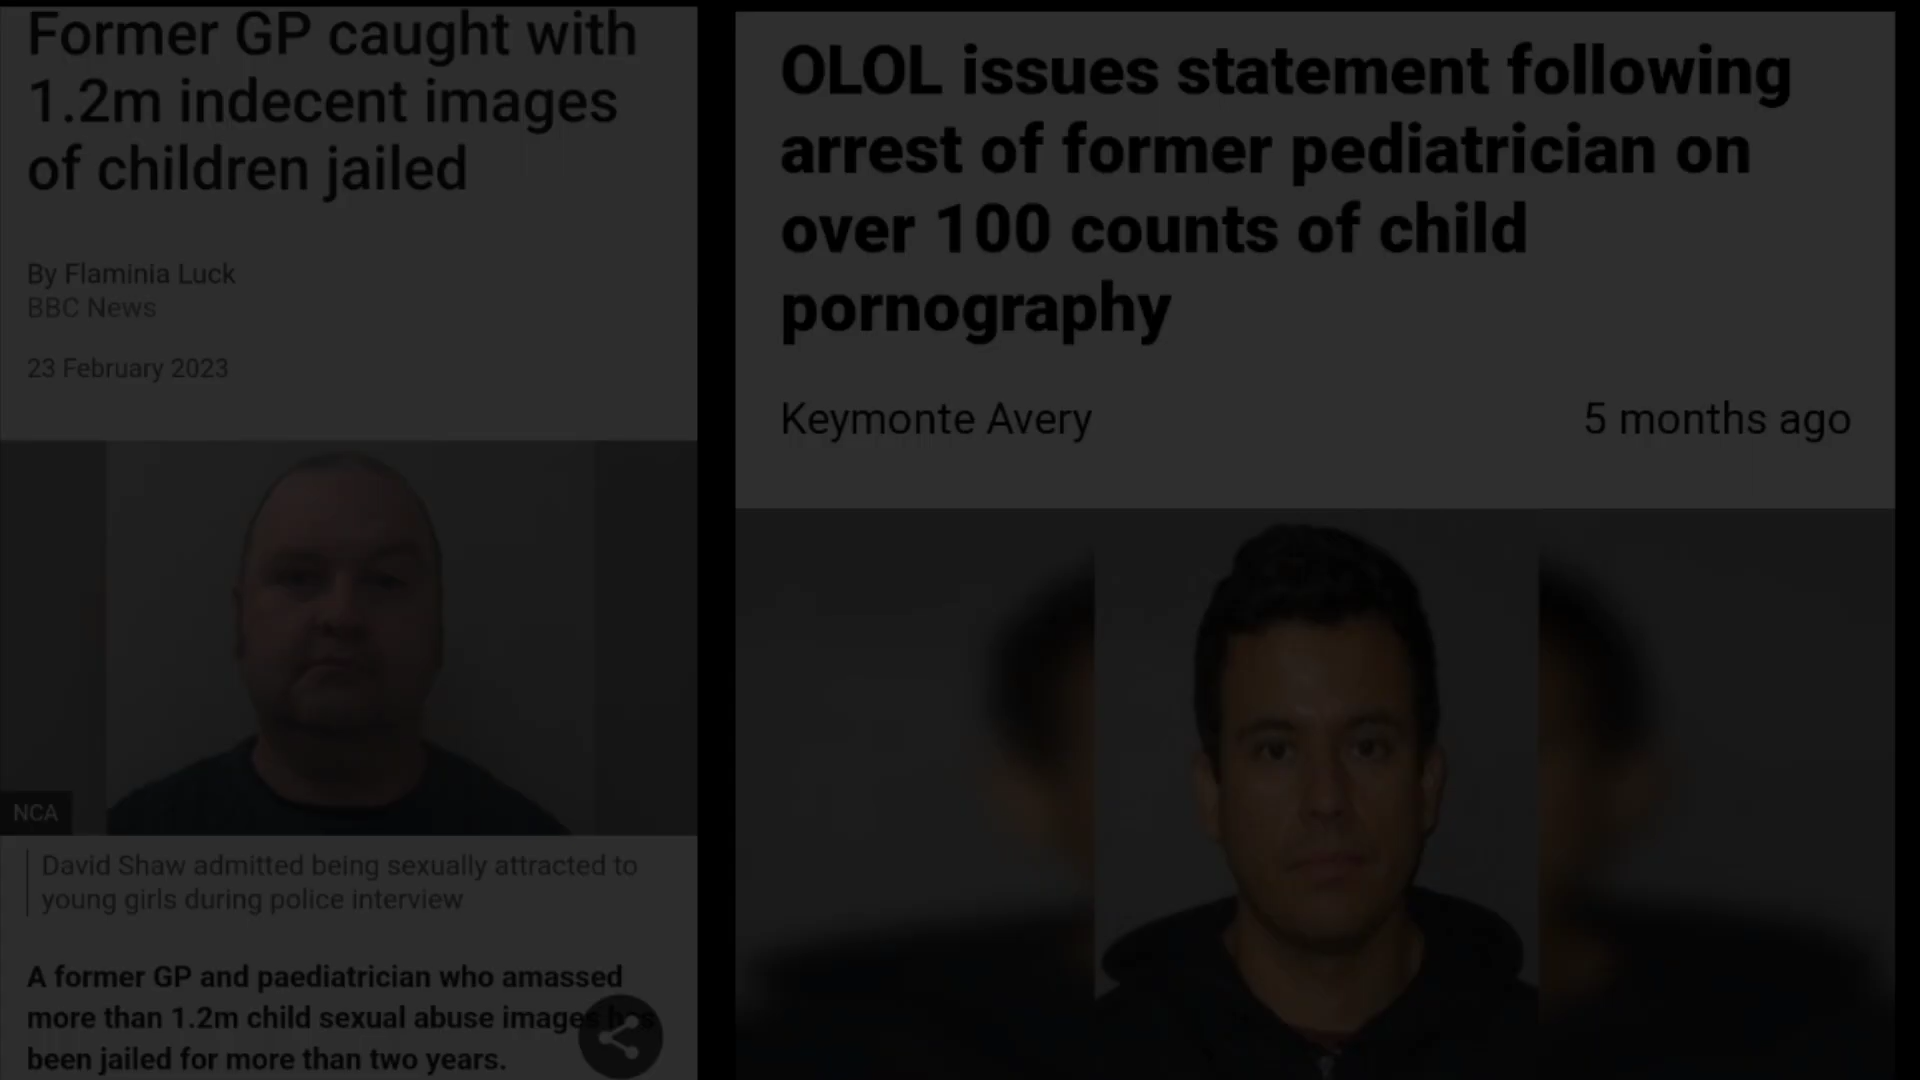 Former GP caught with
1.2m indecent images
of children jailed
By Flaminia Luck
BBC News
23 February 2023
NCA
David Shaw admitted being sexually attracted to
young girls during police interview
A former GP and paediatrician who amassed
more than 1.2m child sexual abuse images has
been jailed for more than two years.
OLOL issues statement following
arrest of former pediatrician on
over 100 counts of child
pornography
Keymonte Avery
5 months ago